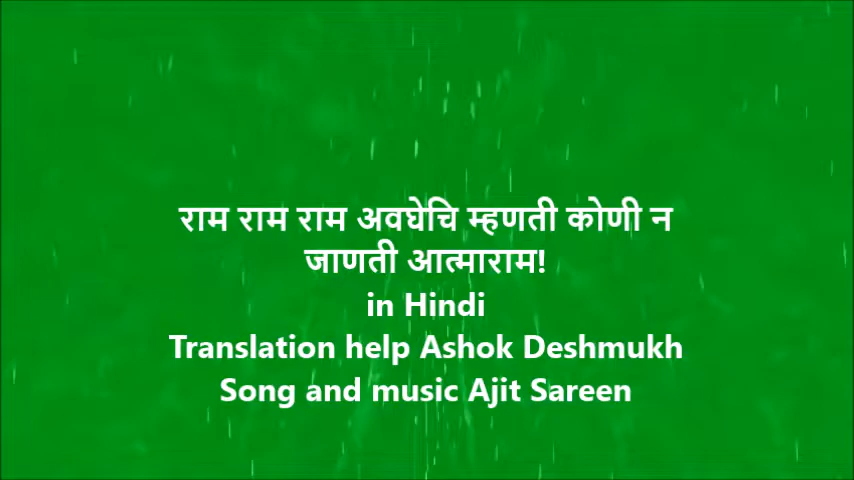 राम राम राम अवघेचि म्हणती कोणी न
जाणती आत्माराम!
in Hindi
Translation help Ashok Deshmukh
Song and music Ajit Sareen